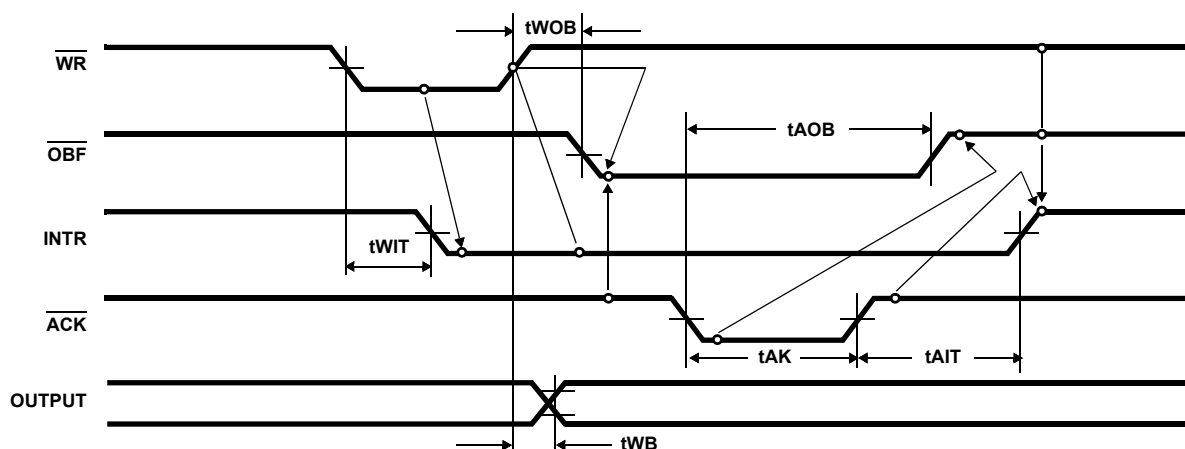 tWOB
WR
tAOB
OBF
INTR
tWIT
ACK
tAK
tAIT
OUTPUT
tWB